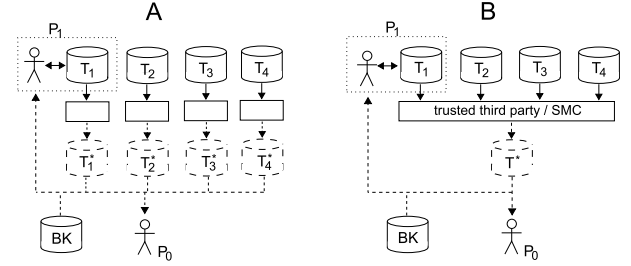 A
B
P1
T1
T2
T3
T4
T1*
T2*
T3*
T4*
BK
P0
P1
T1
T2
T3
T4
trusted third party / SMC
T*
BK
P0